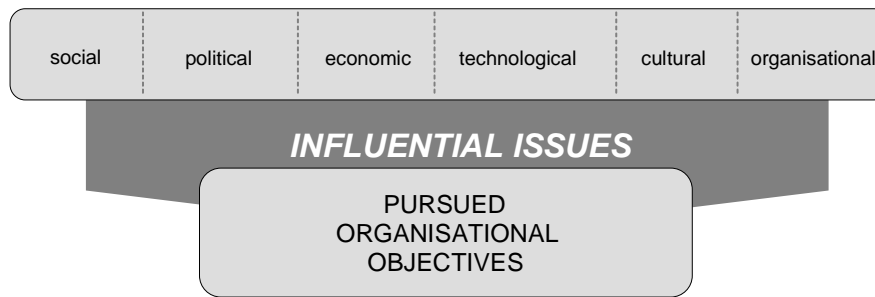 social political economic technological cultural organisational
INFLUENTIAL ISSUES
PURSUED
ORGANISATIONAL
OBJECTIVES